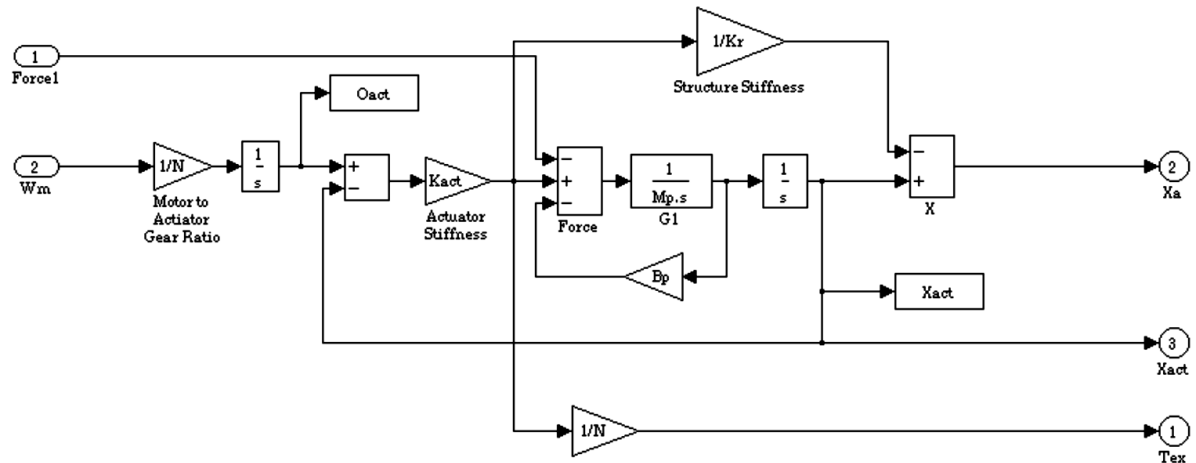 1/Kr
Structure Stiffness
1
Force1
Oact
2
Wm
1/N
Motor to
Actiator
Gear Ratio
1
s
+
−
Kact
Actuator
Stiffness
−
+
−
Force
1
Mp.s
G1
1
s
−
+
X
2
Xa
Bp
Xact
3
Xact
1/N
1
Tex